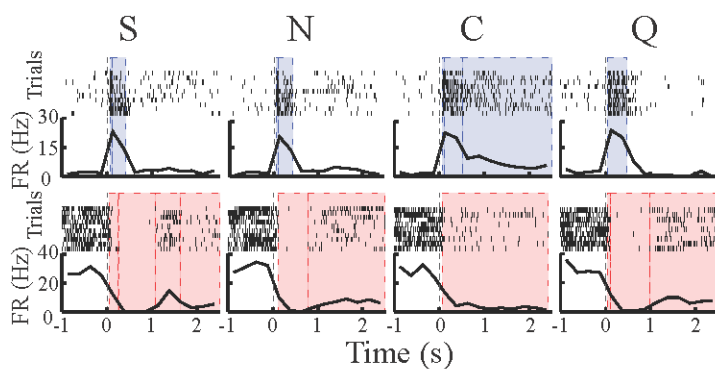 S N C Q
Trials
30
15
0
FR (Hz)
Trials
40
20
0
FR (Hz)
-1 0 1 2 -1 0 1 2 -1 0 1 2 -1 0 1 2
Time (s)